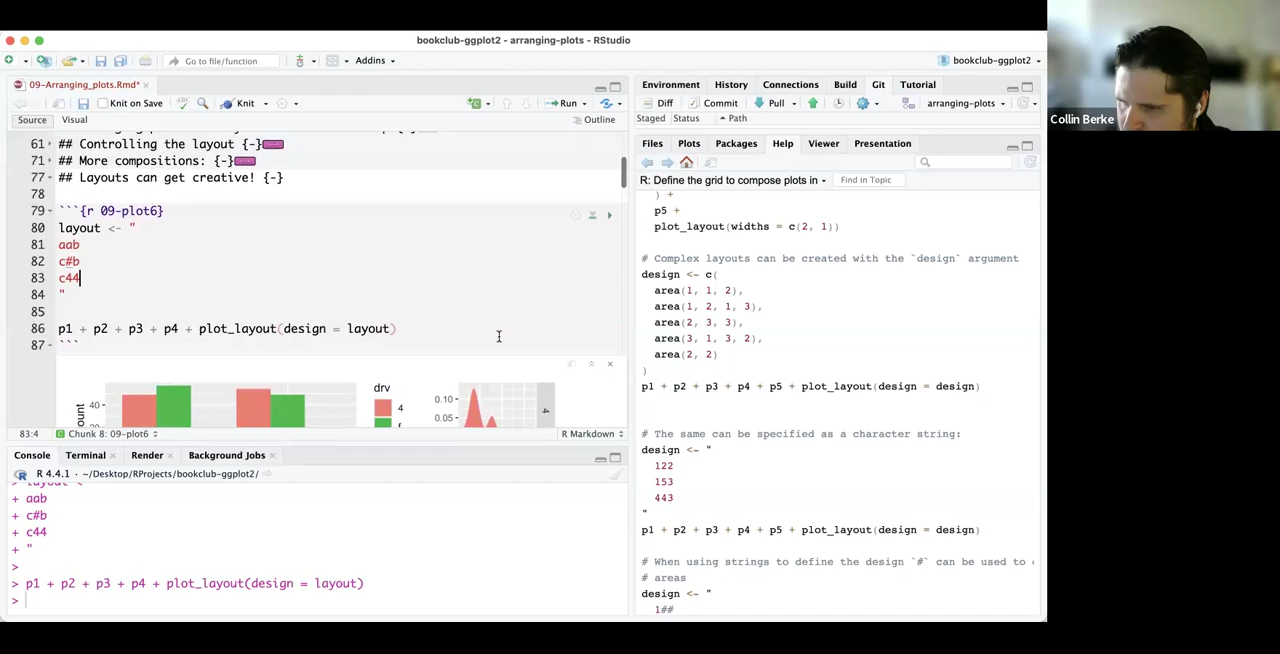 bookclub-ggplot2 - arranging-plots - RStudio
Go to file/function
Addins
bookclub-ggplot2
09-Arranging_plots.Rmd*
Knit on Save
Knit
Run
Source
Visual
Outline
61
## Controlling the layout {-}
71
## More compositions: {-}
77
## Layouts can get creative! {-}
78
79
```{r 09-plot6}
80
layout <- "
81
aab
82
c#b
83
c44
84
"
85
86
p1 + p2 + p3 + p4 + plot_layout(design = layout)
87
```
40
drv
4
0.10
0.05
4
83:4
Chunk 8: 09-plot6
R Markdown
Console
Terminal
Render
Background Jobs
R 4.4.1 · ~/Desktop/RProjects/bookclub-ggplot2/
+ aab
+ c#b
+ c44
+ "
>
> p1 + p2 + p3 + p4 + plot_layout(design = layout)
>
Environment
History
Connections
Build
Git
Tutorial
Diff
Commit
Pull
arranging-plots
Staged
Status
Path
Files
Plots
Packages
Help
Viewer
Presentation
R: Define the grid to compose plots in
Find in Topic
) +
p5 +
plot_layout(widths = c(2, 1))
# Complex layouts can be created with the `design` argument
design <- c(
area(1, 1, 2),
area(1, 2, 1, 3),
area(2, 3, 3),
area(3, 1, 3, 2),
area(2, 2)
)
p1 + p2 + p3 + p4 + p5 + plot_layout(design = design)
# The same can be specified as a character string:
design <- "
122
153
443
"
p1 + p2 + p3 + p4 + p5 + plot_layout(design = design)
# When using strings to define the design `#` can be used to
# areas
design <- "
1##
Collin Berke